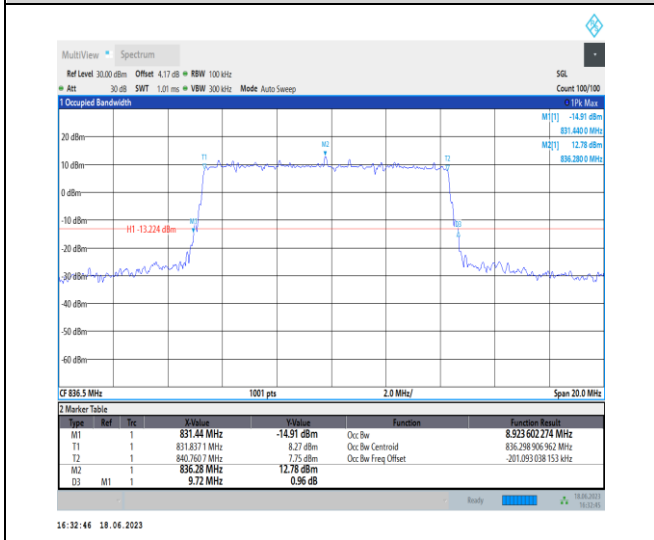 MultiView Spectrum
Ref Level 30.00 dBm Offset 4.17 dB RBW 100 kHz SGL
Att 30 dB SWT 1.01 ms VBW 300 kHz Mode Auto Sweep Count 100/100
1 Occupied Bandwidth 1Pk Max
M1[1] -14.91 dBm
831.440 0 MHz
M2[1] 12.78 dBm
836.280 0 MHz
20 dBm
M2
T1
T2
10 dBm
0 dBm
-10 dBm
H1 -13.224 dBm
D3
-20 dBm
-30 dBm
-40 dBm
-50 dBm
-60 dBm
CF 836.5 MHz 1001 pts 2.0 MHz/ Span 20.0 MHz
2 Marker Table
Type Ref Trc X-Value Y-Value Function Function Result
M1 1 831.44 MHz -14.91 dBm Occ Bw 8.923 602 274 MHz
T1 1 831.837 1 MHz 8.27 dBm Occ Bw Centroid 836.298 906 962 MHz
T2 1 840.760 7 MHz 7.75 dBm Occ Bw Freq Offset -201.093 038 153 kHz
M2 1 836.28 MHz 12.78 dBm
D3 M1 1 9.72 MHz 0.96 dB
Ready 18.06.2023
16:32:45
16:32:46 18.06.2023